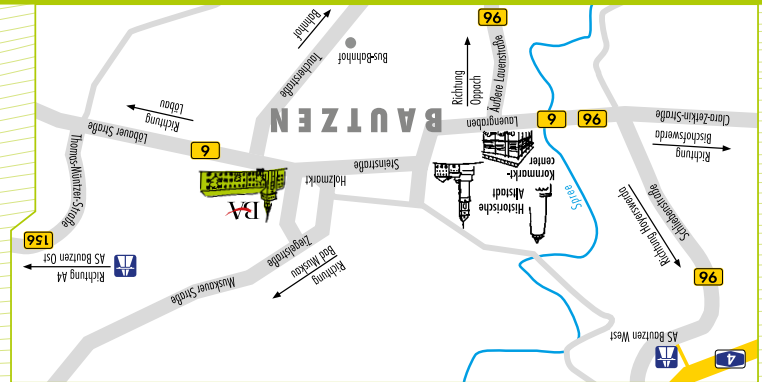 4
AS Bautzen West
96
Muskauer Straße
Richtung
Bad Muskau
Richtung A4
AS Bautzen Ost
156
Ziegelstraße
Richtung Hoyerswerda
Schliebenstraße
Spree
Historische
Altstadt
Kornmarkt-
center
BA
Holzmarkt
Steinstraße
Thomas-Müntzer-Straße
6
Richtung
Bischofswerda
Clara-Zetkin-Straße
96
6
Lauengraben
BAUTZEN
Löbauer Straße
Richtung
Löbau
Richtung
Oppach
Äußere Lauenstraße
Taucherstraße
Bus-Bahnhof
96
Bahnhof